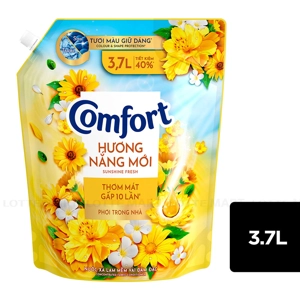 TƯƠI MÀU GIỮ DÁNG
COLOUR & SHAPE PROTECTION
3,7L
TIẾT KIỆM
40%
Comfort
HƯƠNG
NẮNG MỚI
SUNSHINE FRESH
THƠM MÁT
GẤP 10 LẦN
PHƠI TRONG NHÀ
3.7L